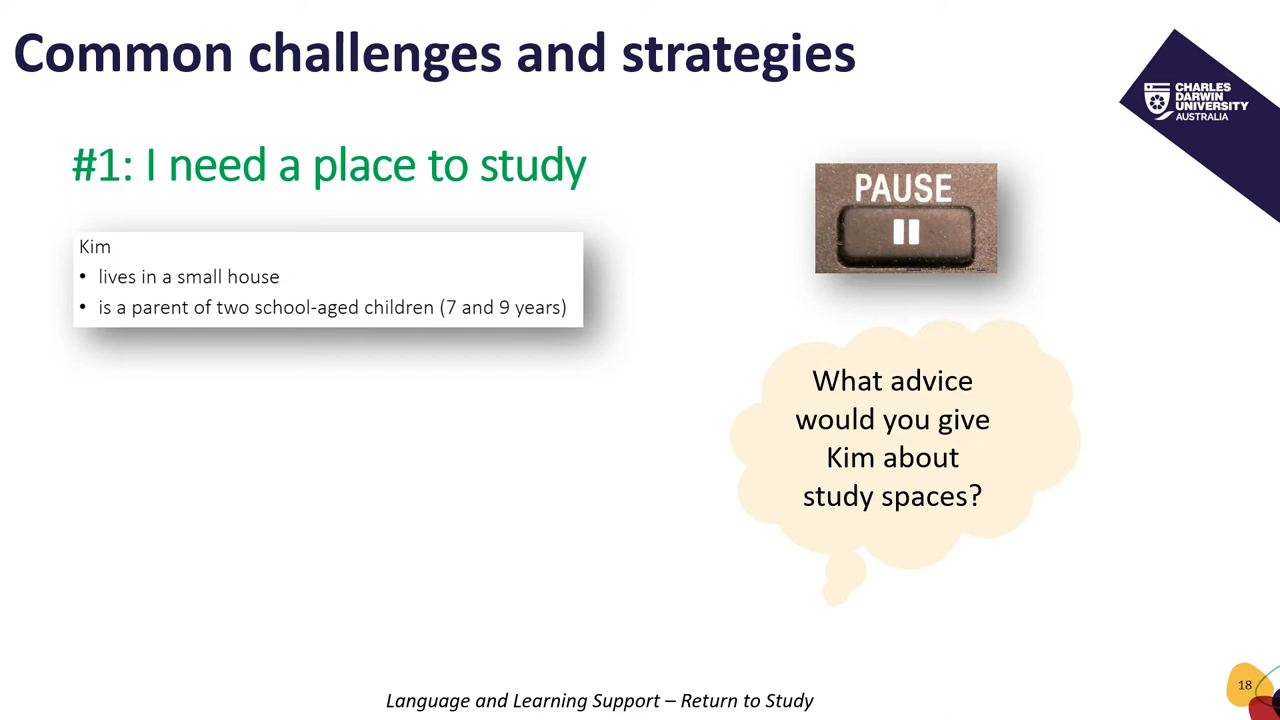 Common challenges and strategies
CHARLES
DARWIN
UNIVERSITY
AUSTRALIA
#1: I need a place to study
PAUSE
Kim
• lives in a small house
• is a parent of two school-aged children (7 and 9 years)
What advice
would you give
Kim about
study spaces?
18
Language and Learning Support – Return to Study